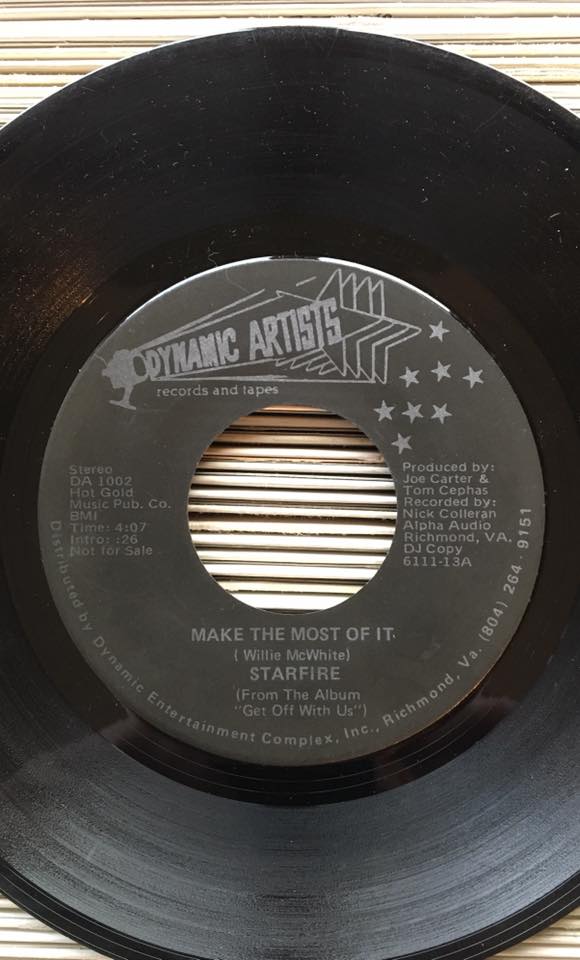 DYNAMIC ARTISTS
records and tapes
Stereo
DA 1002
Hot Gold
Music Pub. Co.
BMI
Time: 4:07
Intro: :26
Not for Sale
Produced by:
Joe Carter &
Tom Cephas
Recorded by:
Nick Colleran
Alpha Audio
Richmond, VA.
DJ Copy
6111-13A
MAKE THE MOST OF IT.
( Willie McWhite)
STARFIRE
(From The Album
"Get Off With Us")
Distributed by Dynamic Entertainment Complex, Inc., Richmond, Va. (804) 264 - 9151